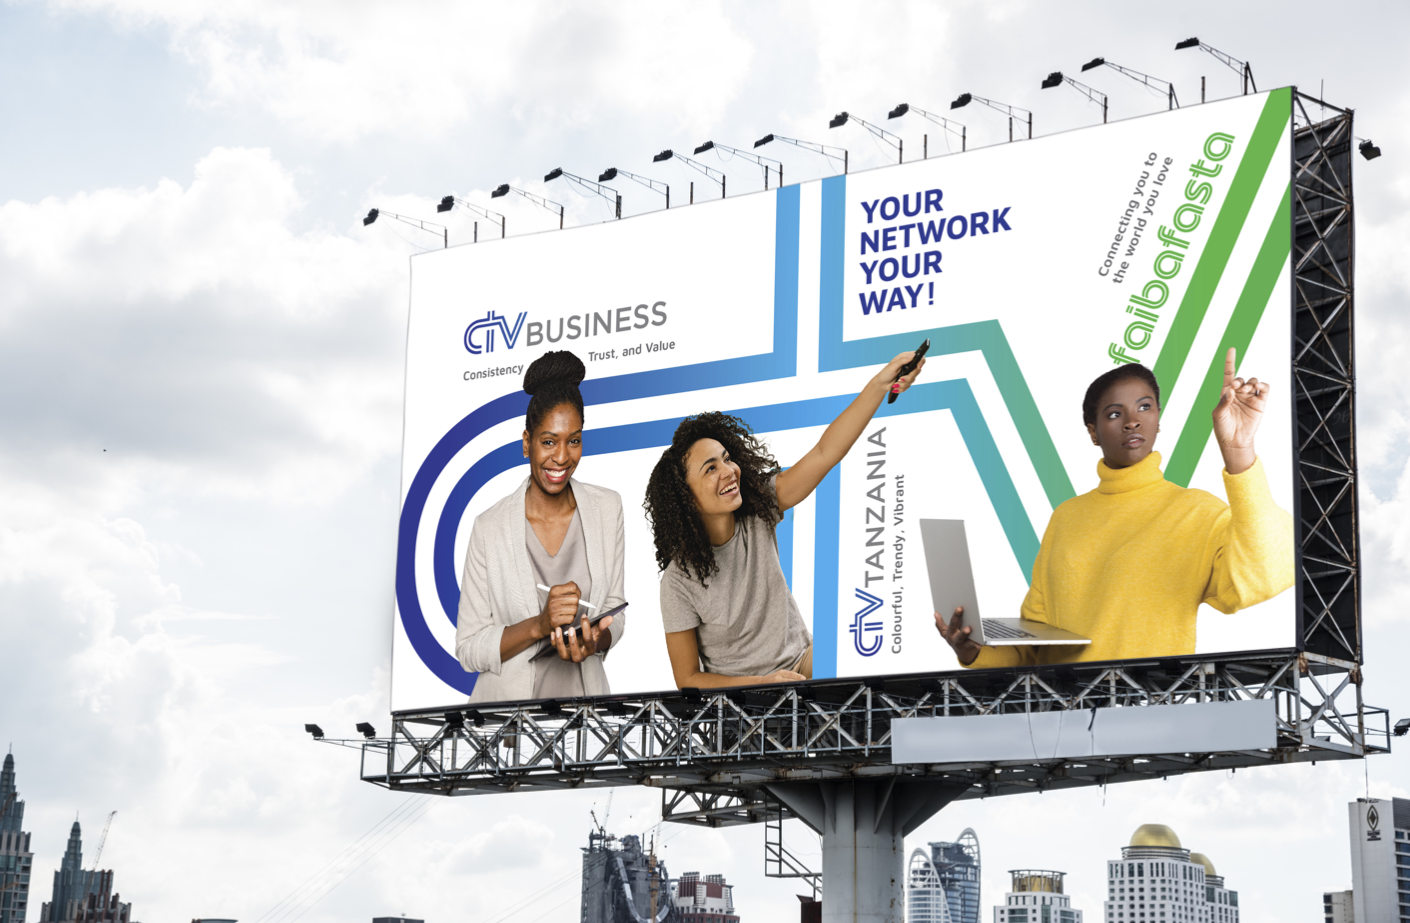 CTV BUSINESS
Consistency Trust, and Value
YOUR
NETWORK
YOUR
WAY!
Connecting you to
the world you love
faibafasta
CTV TANZANIA
Colourful, Trendy, Vibrant
CTV